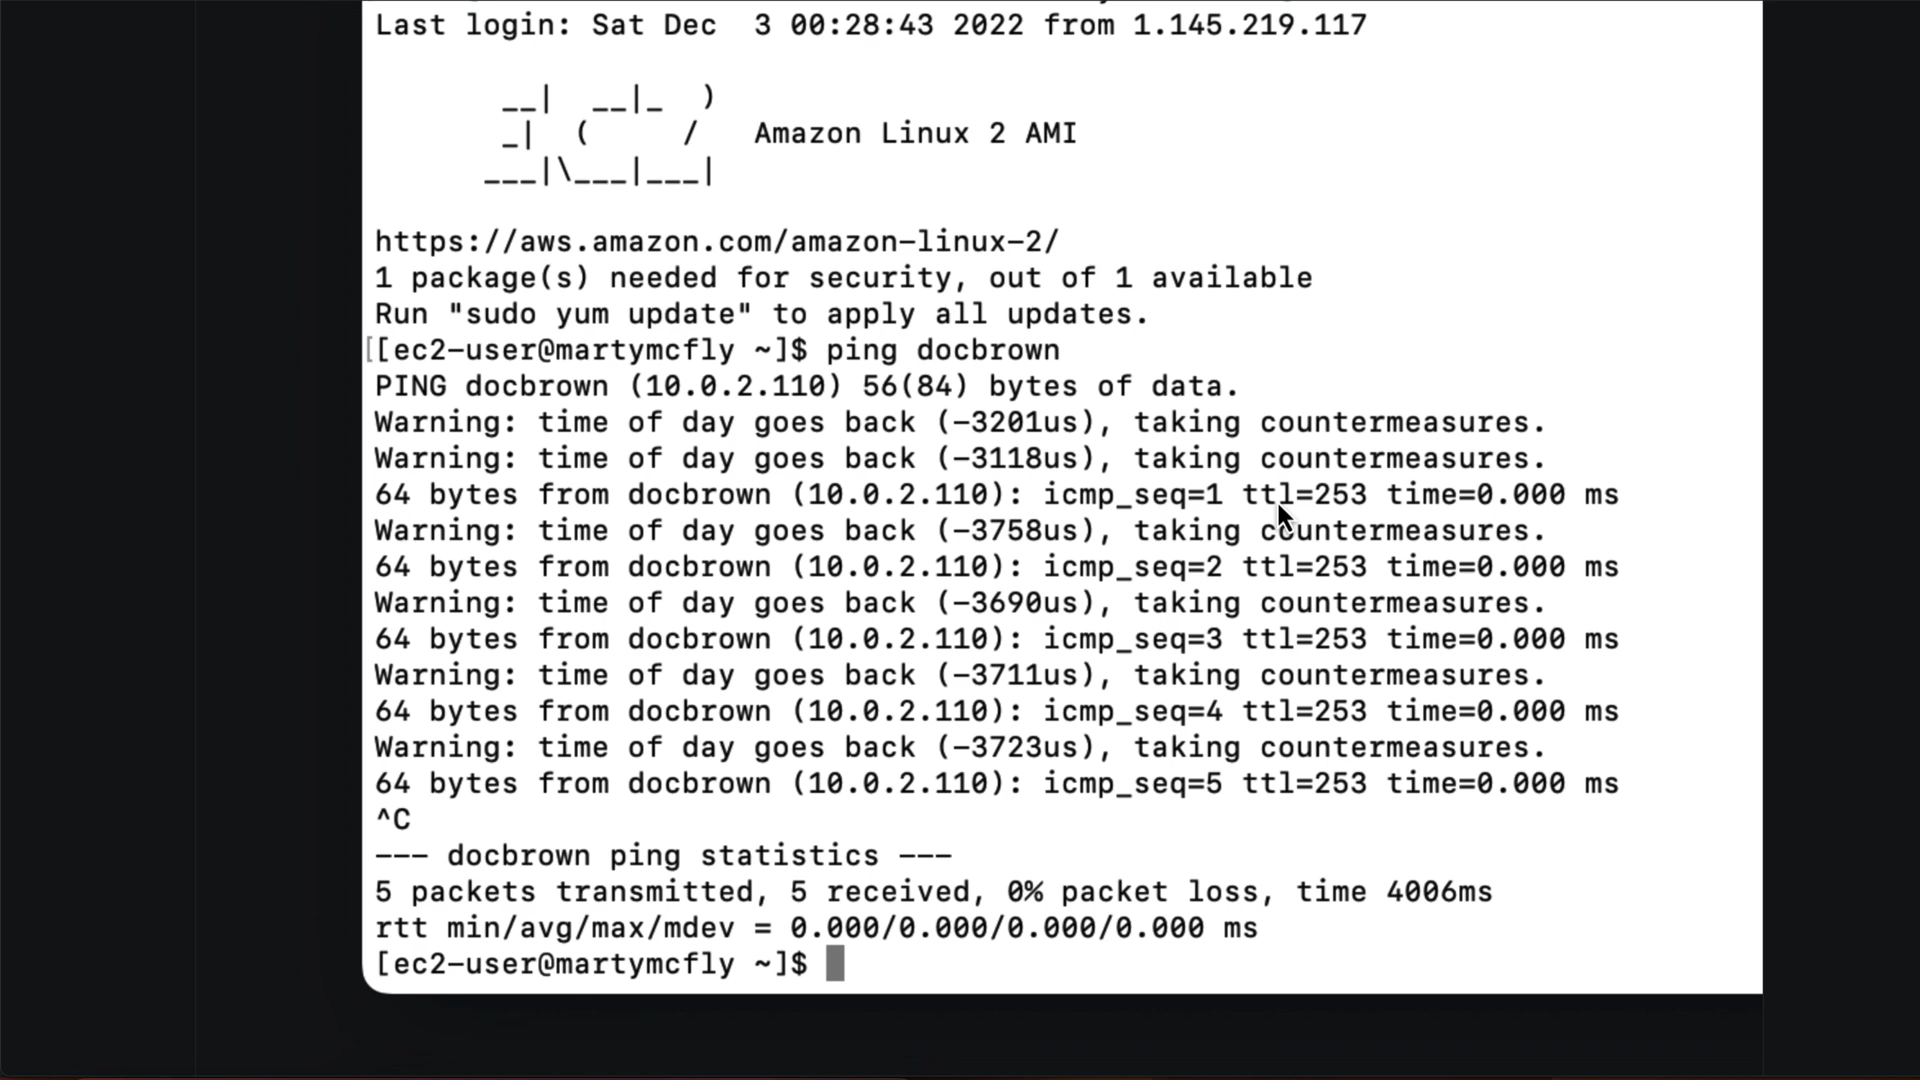 Last login: Sat Dec  3 00:28:43 2022 from 1.145.219.117
       __|  __|_  )
       _|  (     /   Amazon Linux 2 AMI
      ___|\___|___|
https://aws.amazon.com/amazon-linux-2/
1 package(s) needed for security, out of 1 available
Run "sudo yum update" to apply all updates.
[[ec2-user@martymcfly ~]$ ping docbrown
PING docbrown (10.0.2.110) 56(84) bytes of data.
Warning: time of day goes back (-3201us), taking countermeasures.
Warning: time of day goes back (-3118us), taking countermeasures.
64 bytes from docbrown (10.0.2.110): icmp_seq=1 ttl=253 time=0.000 ms
Warning: time of day goes back (-3758us), taking countermeasures.
64 bytes from docbrown (10.0.2.110): icmp_seq=2 ttl=253 time=0.000 ms
Warning: time of day goes back (-3690us), taking countermeasures.
64 bytes from docbrown (10.0.2.110): icmp_seq=3 ttl=253 time=0.000 ms
Warning: time of day goes back (-3711us), taking countermeasures.
64 bytes from docbrown (10.0.2.110): icmp_seq=4 ttl=253 time=0.000 ms
Warning: time of day goes back (-3723us), taking countermeasures.
64 bytes from docbrown (10.0.2.110): icmp_seq=5 ttl=253 time=0.000 ms
^C
--- docbrown ping statistics ---
5 packets transmitted, 5 received, 0% packet loss, time 4006ms
rtt min/avg/max/mdev = 0.000/0.000/0.000/0.000 ms
[ec2-user@martymcfly ~]$